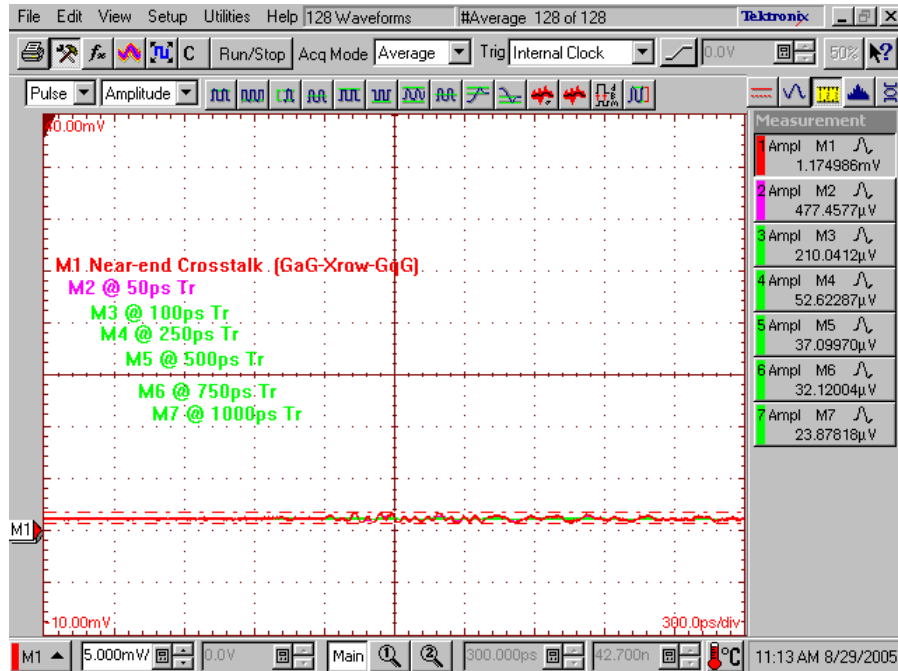 File Edit View Setup Utilities Help 128 Waveforms #Average 128 of 128 Tektronix
C Run/Stop Acq Mode Average Trig Internal Clock 0.0V 50%
Pulse Amplitude
40.00mV
M1 Near-end Crosstalk (GaG-Xrow-GqG)
M2 @ 50ps Tr
M3 @ 100ps Tr
M4 @ 250ps Tr
M5 @ 500ps Tr
M6 @ 750ps Tr
M7 @ 1000ps Tr
M1
-10.00mV 300.0ps/div
Measurement
1 Ampl M1
1.174986mV
2 Ampl M2
477.4577µV
3 Ampl M3
210.0412µV
4 Ampl M4
52.62287µV
5 Ampl M5
37.09970µV
6 Ampl M6
32.12004µV
7 Ampl M7
23.87818µV
M1 5.000mV/ 0.0V Main 1 2 300.000ps 42.700n °C 11:13 AM 8/29/2005